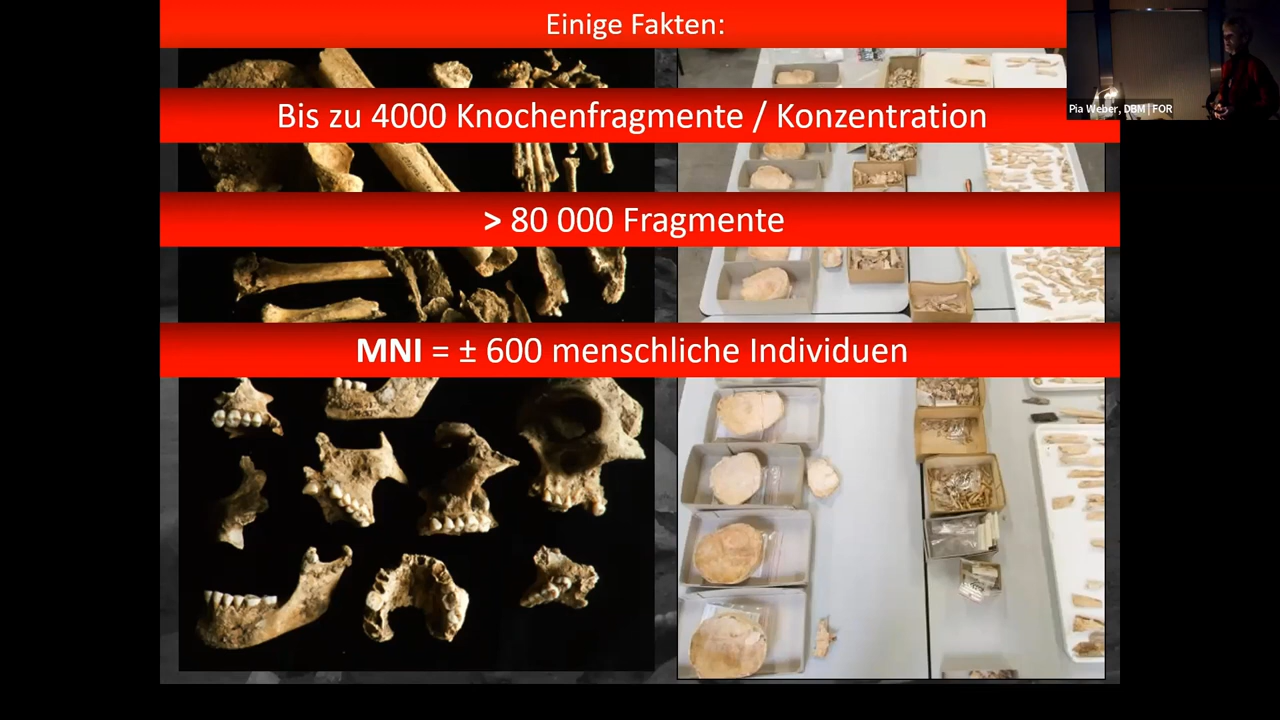 Einige Fakten:
Pia Weber, DBM | FOR
Bis zu 4000 Knochenfragmente / Konzentration
> 80 000 Fragmente
MNI = ± 600 menschliche Individuen